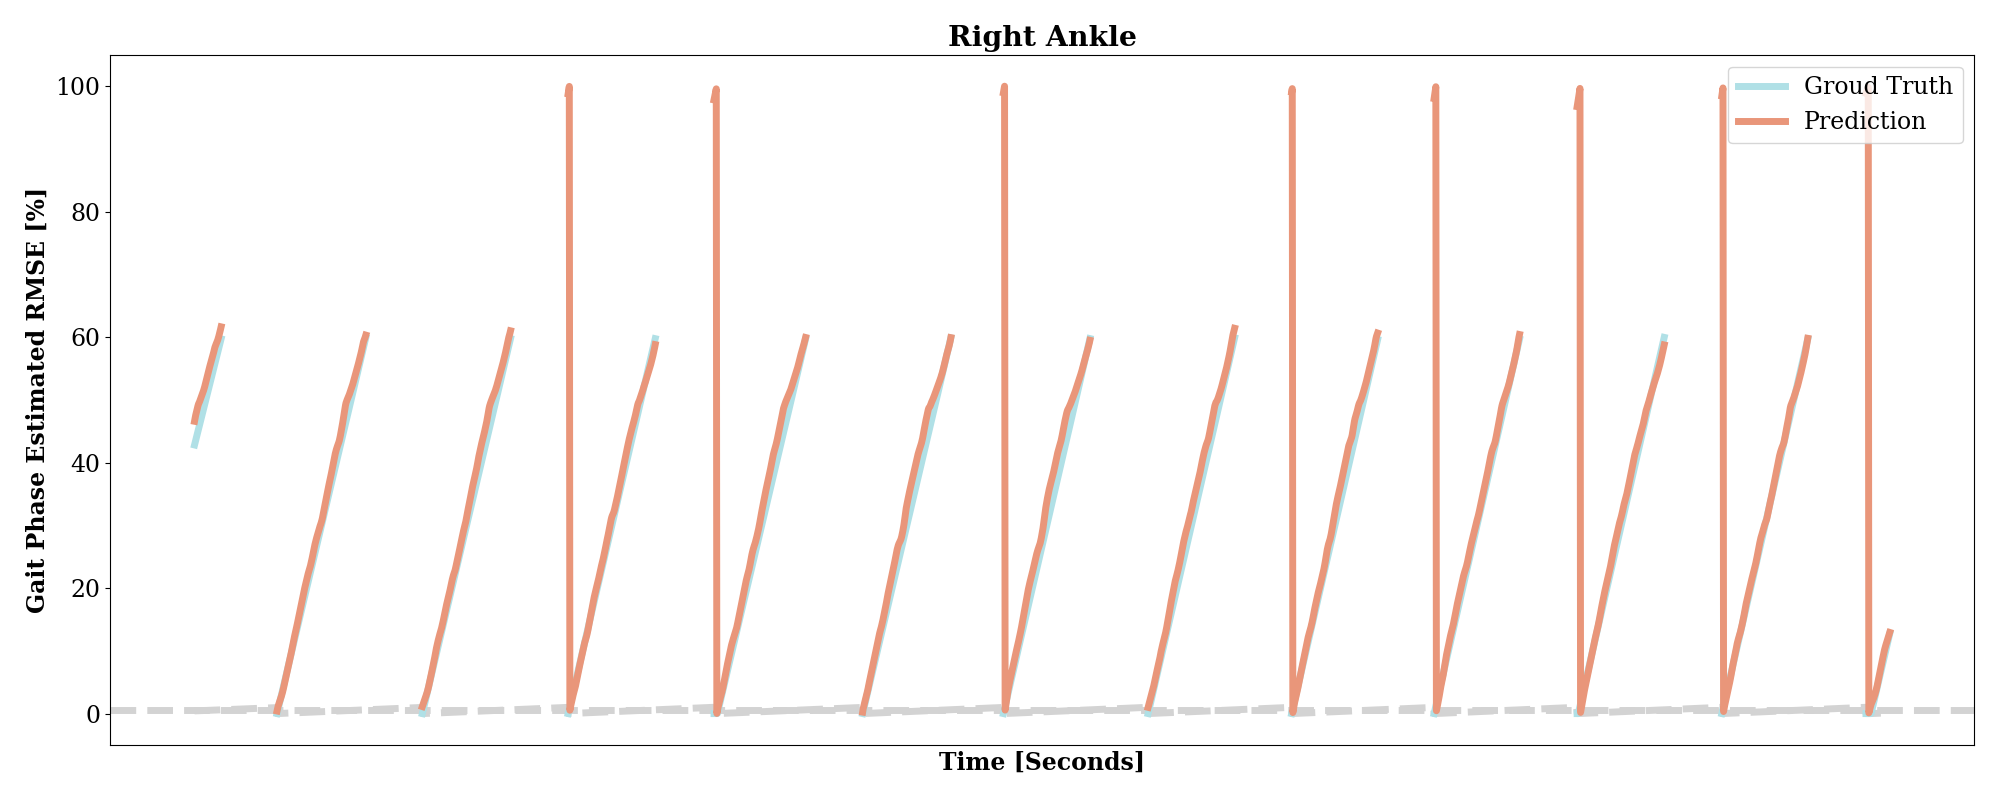 Right Ankle
Gait Phase Estimated RMSE [%]
100
80
60
40
20
0
Groud Truth
Prediction
Time [Seconds]